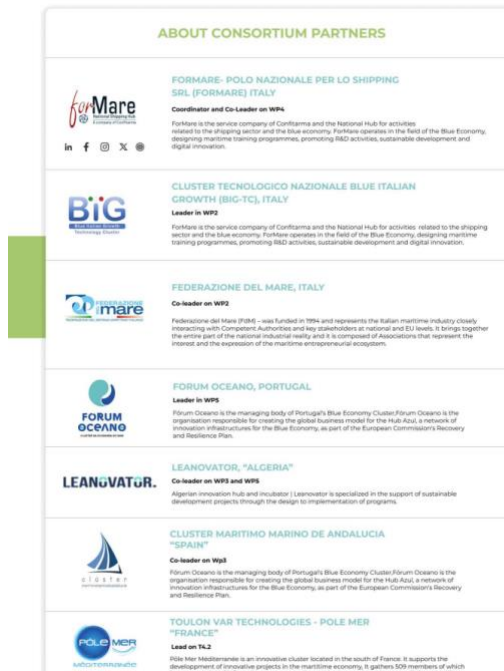 ABOUT CONSORTIUM PARTNERS
forMare
National Shipping Hub
A company of Confitarma
FORMARE- POLO NAZIONALE PER LO SHIPPING
SRL (FORMARE) ITALY
Coordinator and Co-Leader on WP4
ForMare is the service company of Confitarma and the National Hub for activities
related to the shipping sector and the blue economy. ForMare operates in the field of the Blue Economy,
designing maritime training programmes, promoting R&D activities, sustainable development and
digital innovation.
BIG
Blue Italian Growth
Technology Cluster
CLUSTER TECNOLOGICO NAZIONALE BLUE ITALIAN
GROWTH (BIG-TC), ITALY
Leader in WP2
ForMare is the service company of Confitarma and the National Hub for activities related to the shipping
sector and the blue economy. ForMare operates in the field of the Blue Economy, designing maritime
training programmes, promoting R&D activities, sustainable development and digital innovation.
FEDERAZIONE
mare
FEDERAZIONE DEL MARE, ITALY
Co-leader on WP2
Federazione del Mare (FdM) – was funded in 1994 and represents the Italian maritime industry closely
interacting with Competent Authorities and key stakeholders at national and EU levels. It brings together
the entire part of the national industrial reality and it is composed of Associations that represent the
interest and the expression of the maritime entrepreneurial ecosystem.
FORUM
OCEANO
FORUM OCEANO, PORTUGAL
Leader in WP5
Fórum Oceano is the managing body of Portugal's Blue Economy Cluster,Fórum Oceano is the
organisation responsible for creating the global business model for the Hub Azul, a network of
innovation infrastructures for the Blue Economy, as part of the European Commission's Recovery
and Resilience Plan.
LEANOVATOR.
LEANOVATOR, "ALGERIA"
Co-leader on WP3 and WP5
Algerian innovation hub and incubator | Leanovator is specialized in the support of sustainable
development projects through the design to implementation of programs.
cluster
CLUSTER MARITIMO MARINO DE ANDALUCIA
"SPAIN"
Co-leader on Wp3
Fórum Oceano is the managing body of Portugal's Blue Economy Cluster,Fórum Oceano is the
organisation responsible for creating the global business model for the Hub Azul, a network of
innovation infrastructures for the Blue Economy, as part of the European Commission's Recovery
and Resilience Plan.
PÔLE MER
MÉDITERRANÉE
TOULON VAR TECHNOLOGIES - POLE MER
"FRANCE"
Lead on T4.2
Pôle Mer Méditerranée is an innovative cluster located in the south of France. It supports the
developement of innovative projects in the martitime economy, It gathers 509 members of which